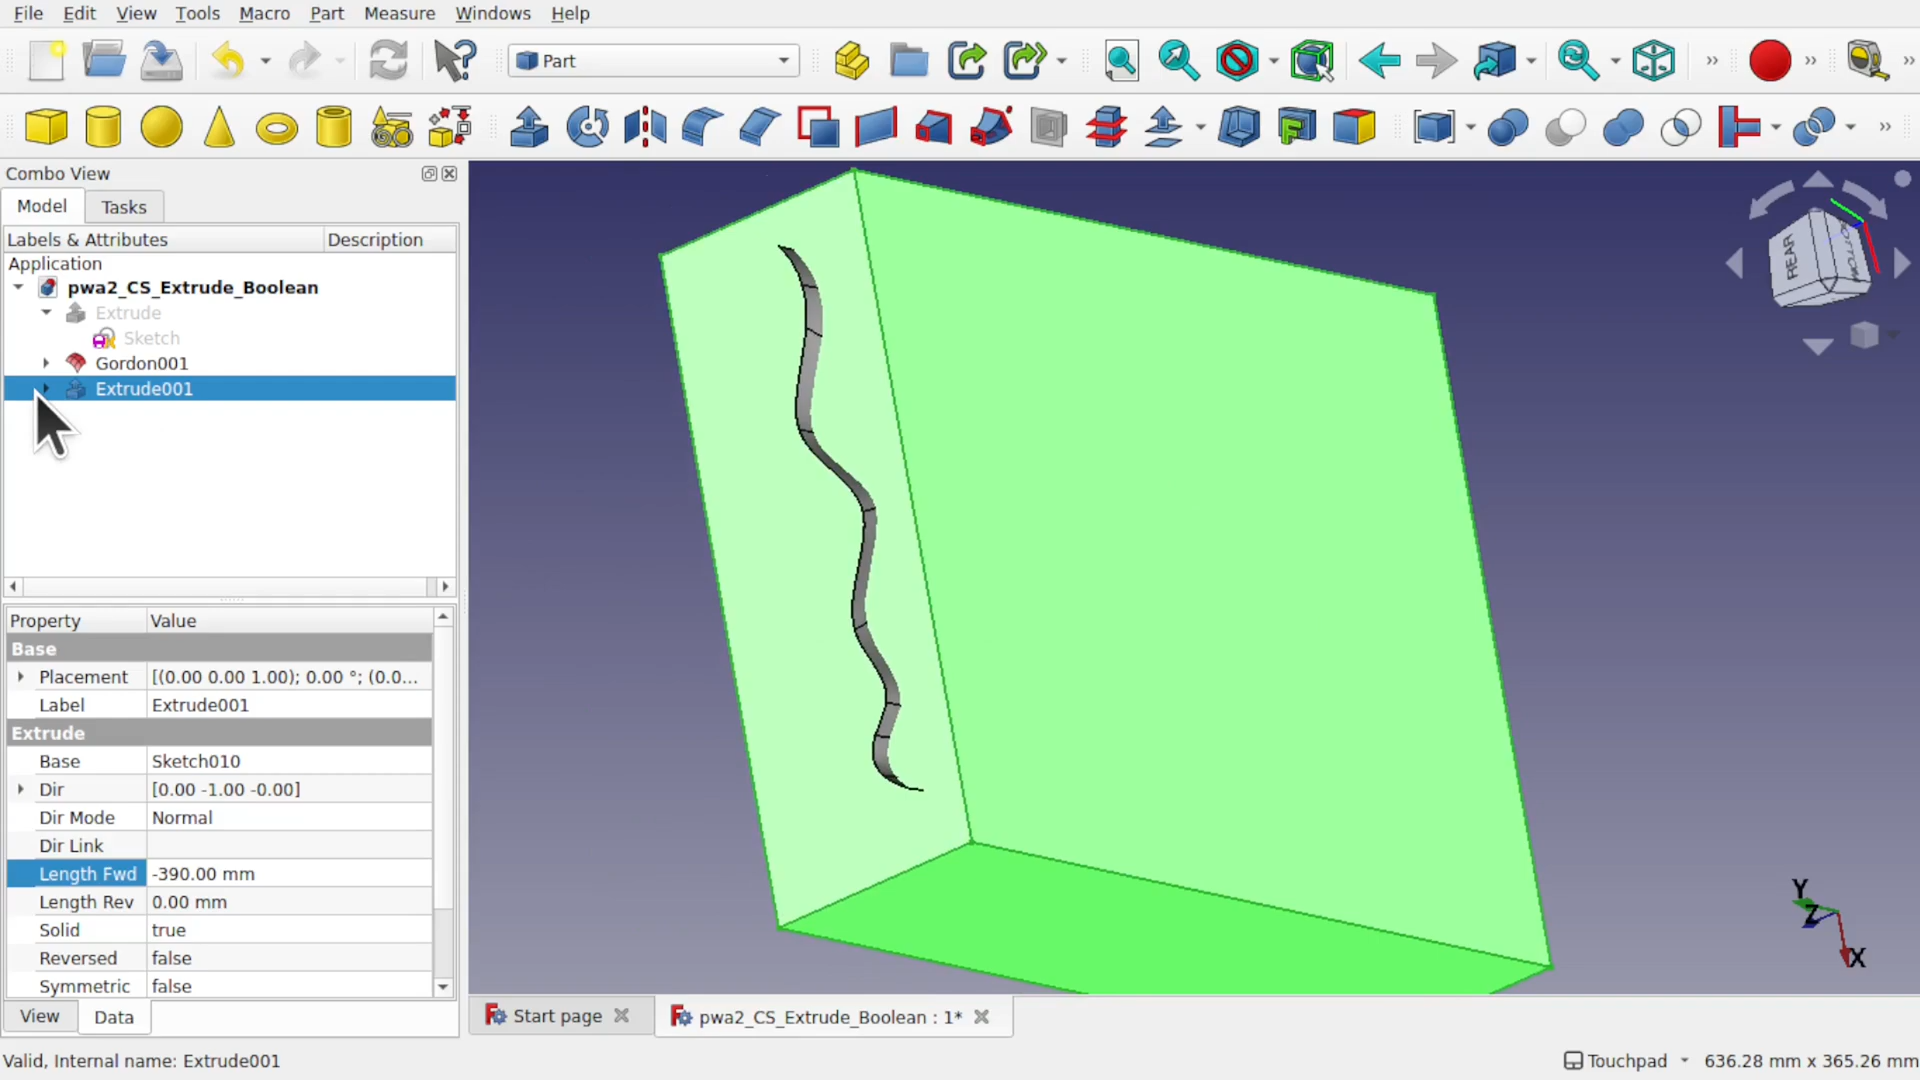 File Edit View Tools Macro Part Measure Windows Help
Part
Combo View
Model Tasks
Labels & Attributes Description
Application
pwa2_CS_Extrude_Boolean
Extrude
Sketch
Gordon001
Extrude001
Property Value
Base
Placement [(0.00 0.00 1.00); 0.00 °; (0.0...
Label Extrude001
Extrude
Base Sketch010
Dir [0.00 -1.00 -0.00]
Dir Mode Normal
Dir Link
Length Fwd -390.00 mm
Length Rev 0.00 mm
Solid true
Reversed false
Symmetric false
View Data
REAR
BOTTOM
Y
Z
X
Start page
pwa2_CS_Extrude_Boolean : 1*
Valid, Internal name: Extrude001
Touchpad 636.28 mm x 365.26 mm